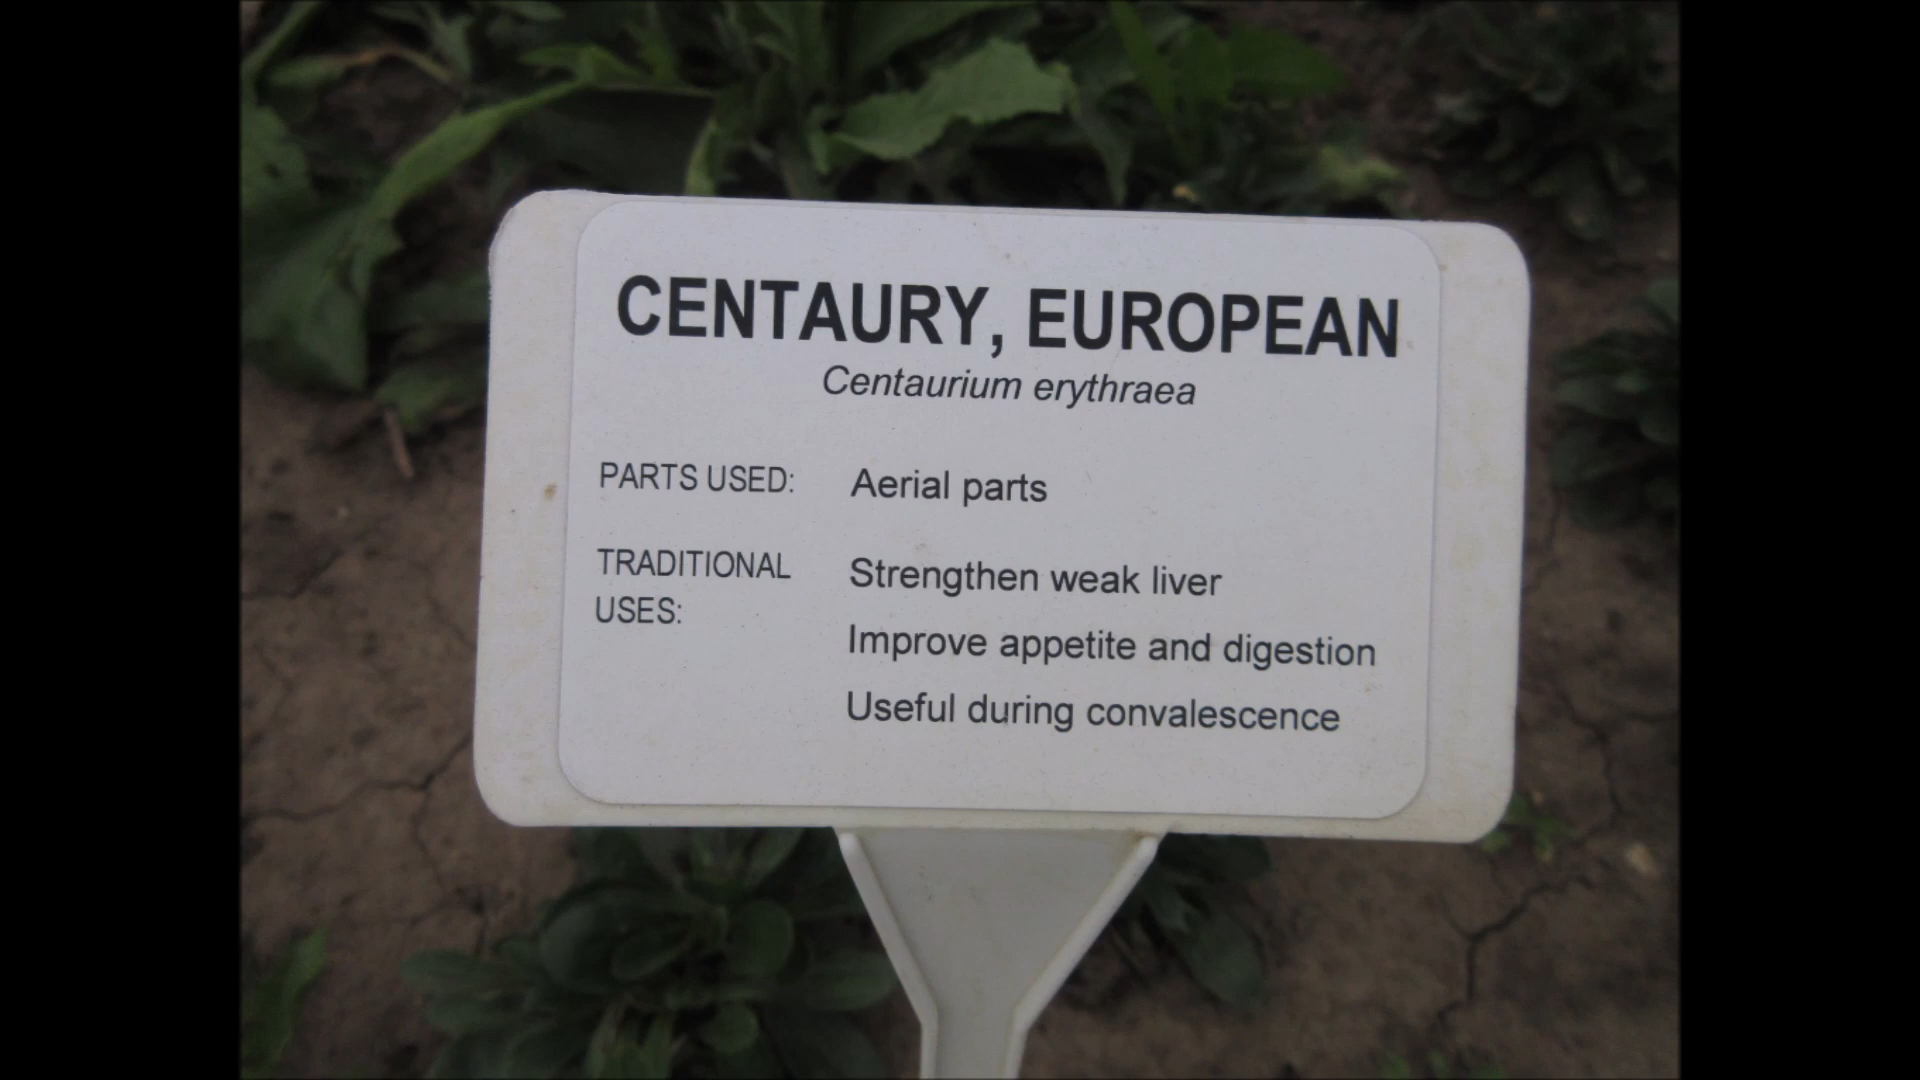 CENTAURY, EUROPEAN
Centaurium erythraea
PARTS USED: Aerial parts
TRADITIONAL USES: Strengthen weak liver
Improve appetite and digestion
Useful during convalescence